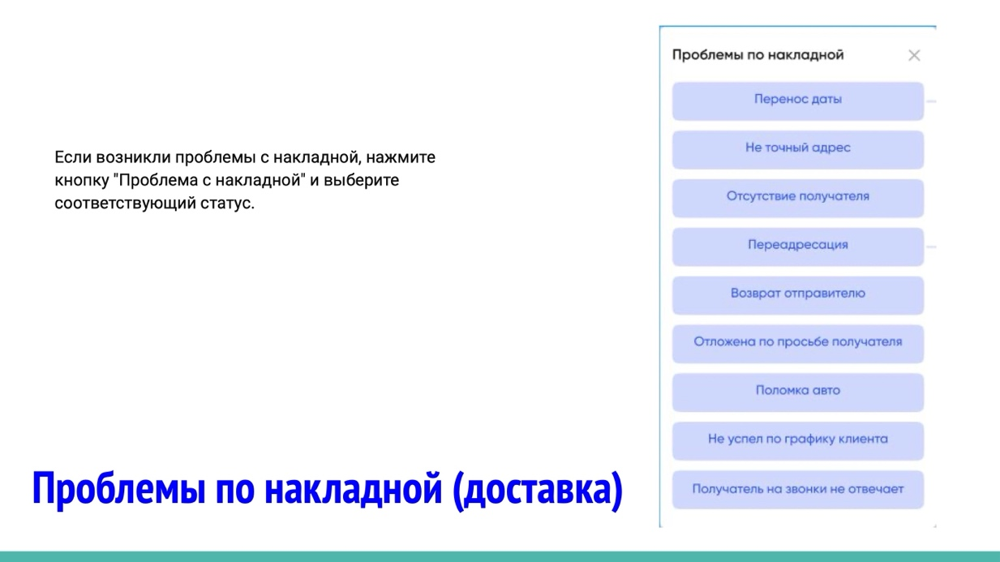 Если возникли проблемы с накладной, нажмите
кнопку "Проблема с накладной" и выберите
соответствующий статус.
Проблемы по накладной (доставка)
Проблемы по накладной
Перенос даты
Не точный адрес
Отсутствие получателя
Переадресация
Возврат отправителю
Отложена по просьбе получателя
Поломка авто
Не успел по графику клиента
Получатель на звонки не отвечает